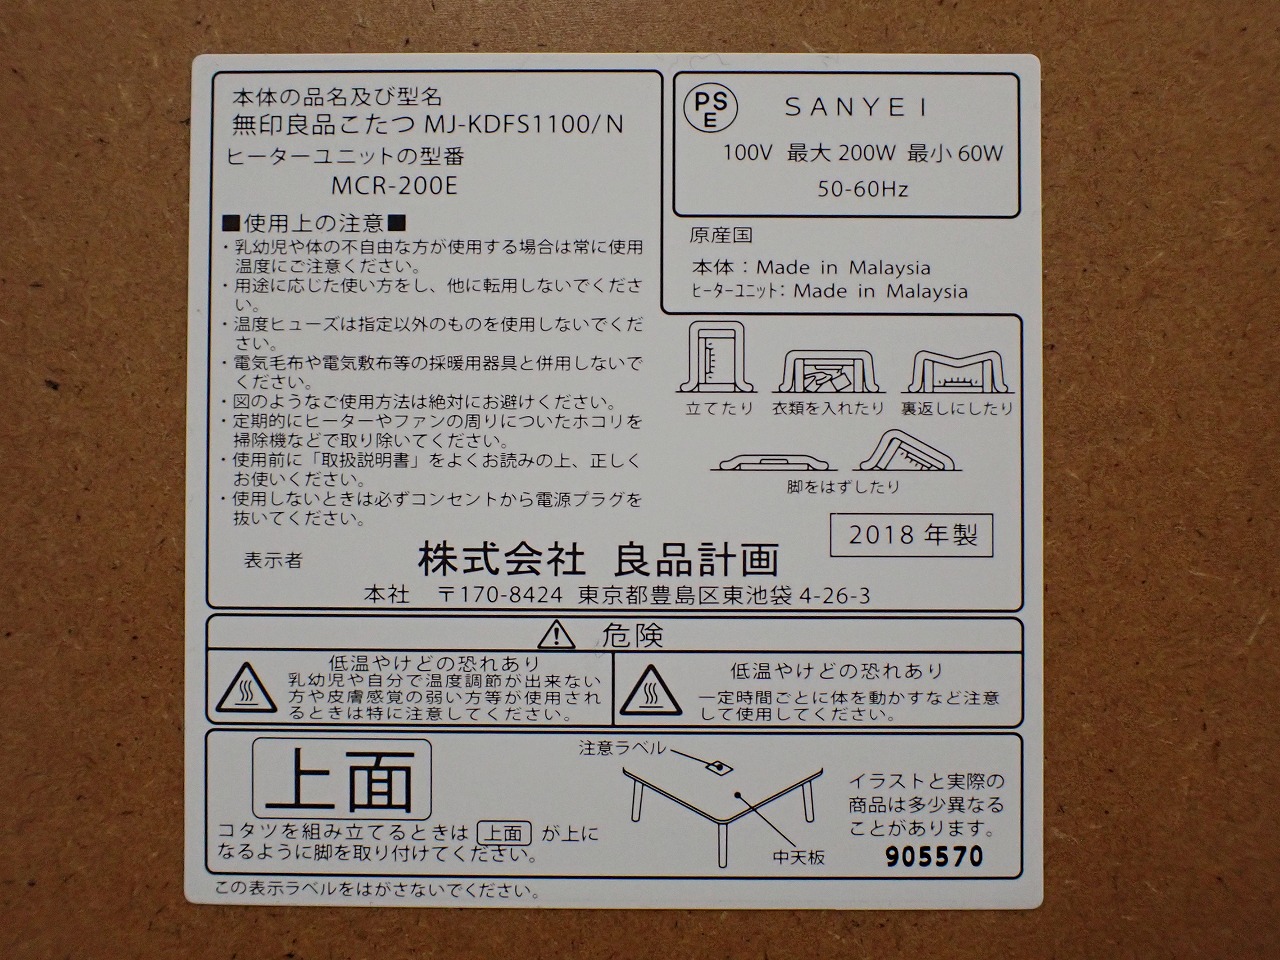 本体の品名及び型名
無印良品こたつ MJ-KDFS1100/N
ヒーターユニットの型番
MCR-200E
■使用上の注意■
・乳幼児や体の不自由な方が使用する場合は常に使用
温度にご注意ください。
・用途に応じた使い方をし、他に転用しないでくださ
い。
・温度ヒューズは指定以外のものを使用しないでくだ
さい。
・電気毛布や電気敷布等の採暖用器具と併用しないで
ください。
・図のようなご使用方法は絶対にお避けください。
・定期的にヒーターやファンの周りについたホコリを
掃除機などで取り除いてください。
・使用前に「取扱説明書」をよくお読みの上、正しく
お使いください。
・使用しないときは必ずコンセントから電源プラグを
抜いてください。
PS
E
SANYEI
100V 最大 200W 最小 60W
50-60Hz
原産国
本体：Made in Malaysia
ﾋｰﾀｰﾕﾆｯﾄ：Made in Malaysia
立てたり 衣類を入れたり 裏返しにしたり
脚をはずしたり
2018 年製
表示者 株式会社 良品計画
本社 〒170-8424 東京都豊島区東池袋 4-26-3
危険
低温やけどの恐れあり
乳幼児や自分で温度調節が出来ない
方や皮膚感覚の弱い方等が使用され
るときは特に注意してください。
低温やけどの恐れあり
一定時間ごとに体を動かすなど注意
して使用してください。
上面
コタツを組み立てるときは 上面 が上に
なるように脚を取り付けてください。
注意ラベル
中天板
イラストと実際の
商品は多少異なる
ことがあります。
905570
この表示ラベルをはがさないでください。